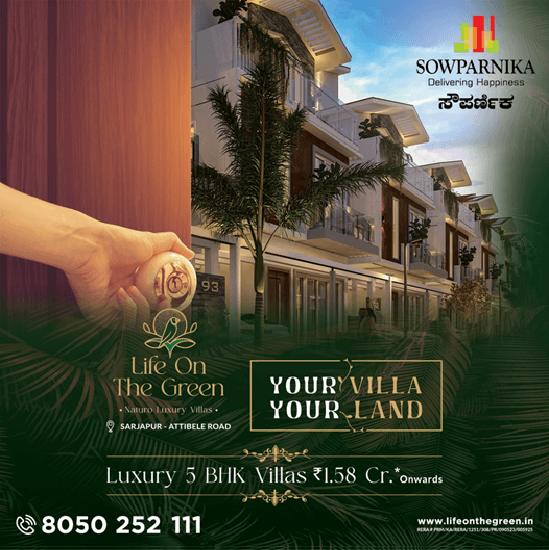 SOWPARNIKA
Delivering Happiness
ಸೌಪರ್ಣಿಕ
93
Life On
The Green
• Naturo Luxury Villas •
SARJAPUR - ATTIBELE ROAD
YOUR VILLA
YOUR LAND
Luxury 5 BHK Villas ₹1.58 Cr.*Onwards
8050 252 111
www.lifeonthegreen.in